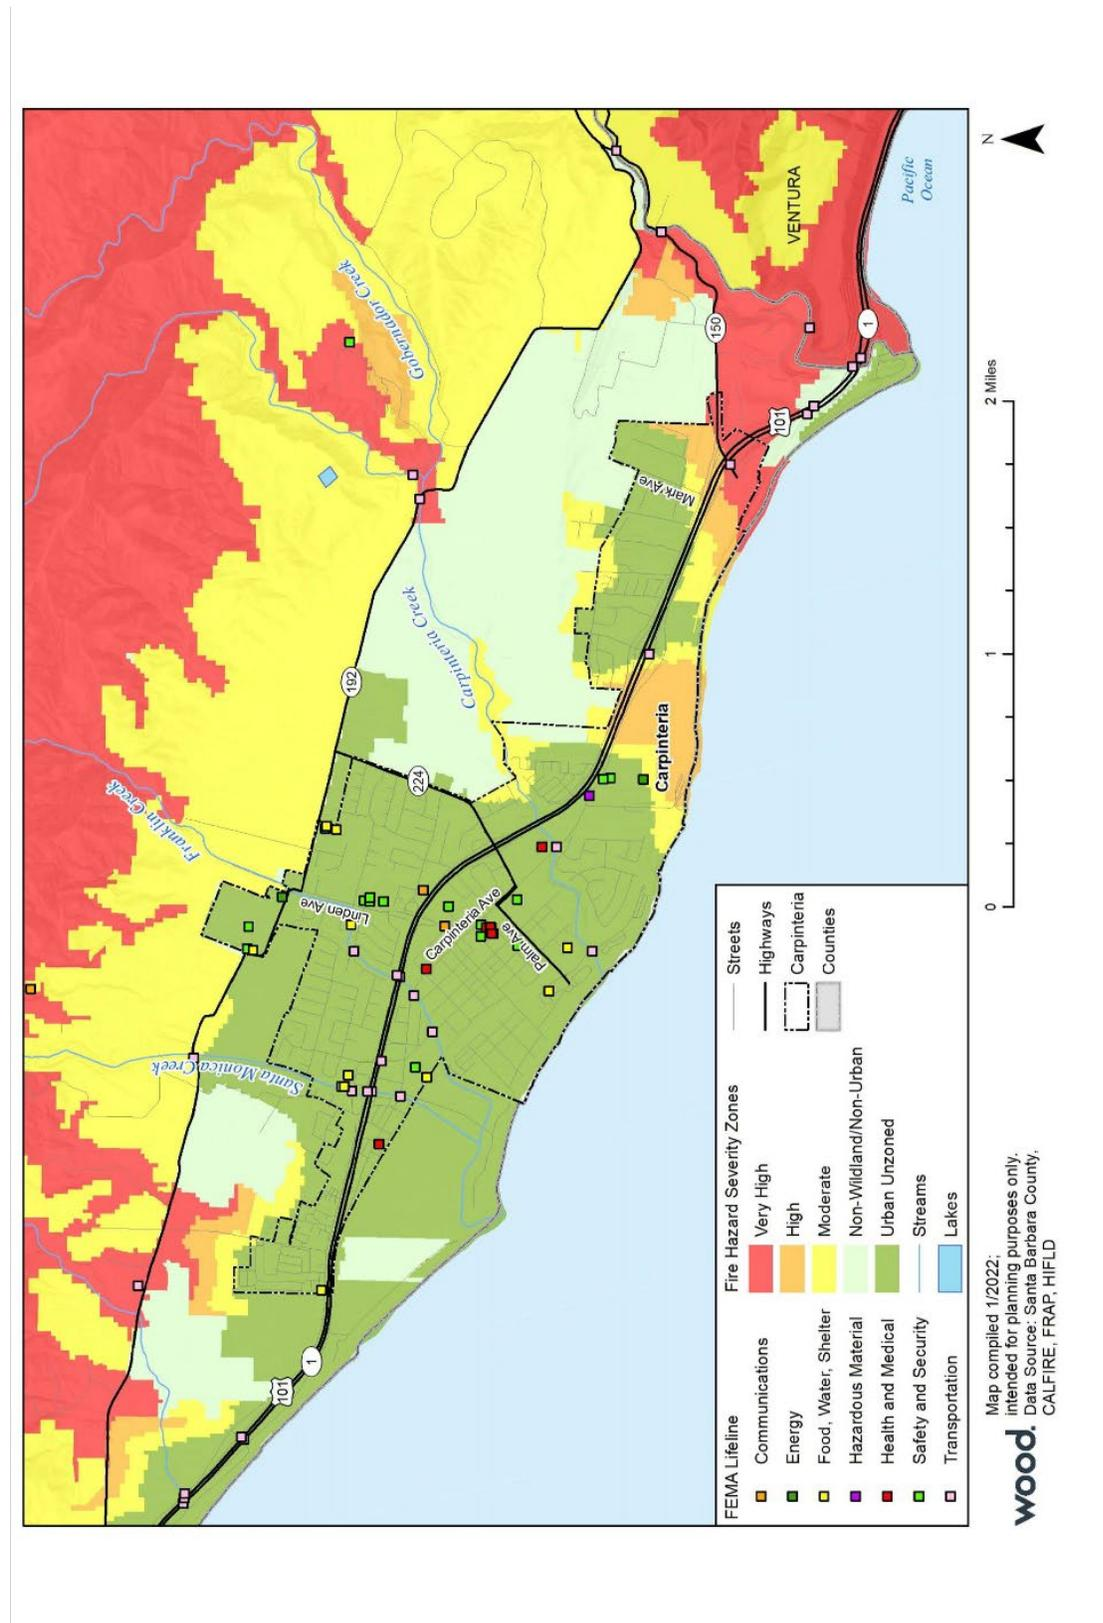 Gobernador Creek
Franklin Creek
Santa Monica Creek
Carpinteria Creek
192
224
150
101
1
101
1
Linden Ave
Carpinteria Ave
Palm Ave
Mark Ave
Carpinteria
VENTURA
Pacific
Ocean
FEMA Lifeline
Communications
Energy
Food, Water, Shelter
Hazardous Material
Health and Medical
Safety and Security
Transportation
Fire Hazard Severity Zones
Very High
High
Moderate
Non-Wildland/Non-Urban
Urban Unzoned
Streams
Lakes
Streets
Highways
Carpinteria
Counties
wood.
Map compiled 1/2022;
intended for planning purposes only.
Data Source: Santa Barbara County,
CALFIRE, FRAP, HIFLD
0
1
2 Miles
N